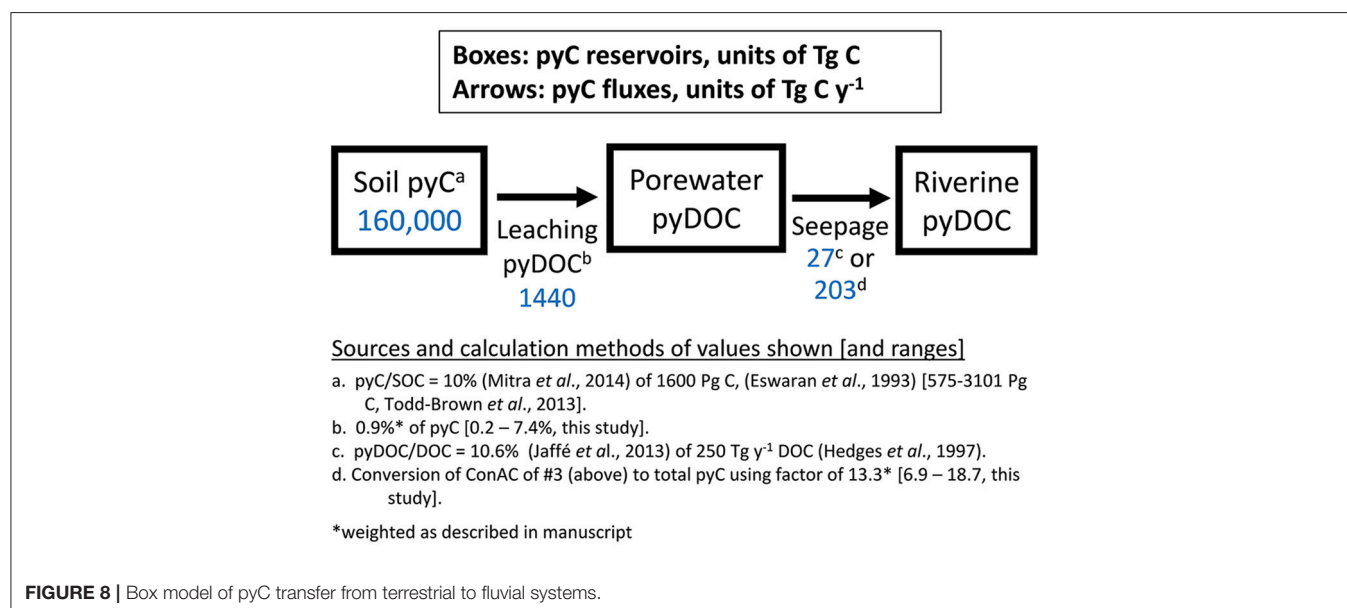 Boxes: pyC reservoirs, units of Tg C
Arrows: pyC fluxes, units of Tg C y⁻¹
Soil pyCᵃ
160,000
Leaching
pyDOCᵇ
1440
Porewater
pyDOC
Seepage
27ᶜ or
203ᵈ
Riverine
pyDOC
Sources and calculation methods of values shown [and ranges]
a. pyC/SOC = 10% (Mitra et al., 2014) of 1600 Pg C, (Eswaran et al., 1993) [575-3101 Pg
C, Todd-Brown et al., 2013].
b. 0.9%* of pyC [0.2 – 7.4%, this study].
c. pyDOC/DOC = 10.6% (Jaffé et al., 2013) of 250 Tg y⁻¹ DOC (Hedges et al., 1997).
d. Conversion of ConAC of #3 (above) to total pyC using factor of 13.3* [6.9 – 18.7, this
study].
*weighted as described in manuscript
FIGURE 8 | Box model of pyC transfer from terrestrial to fluvial systems.